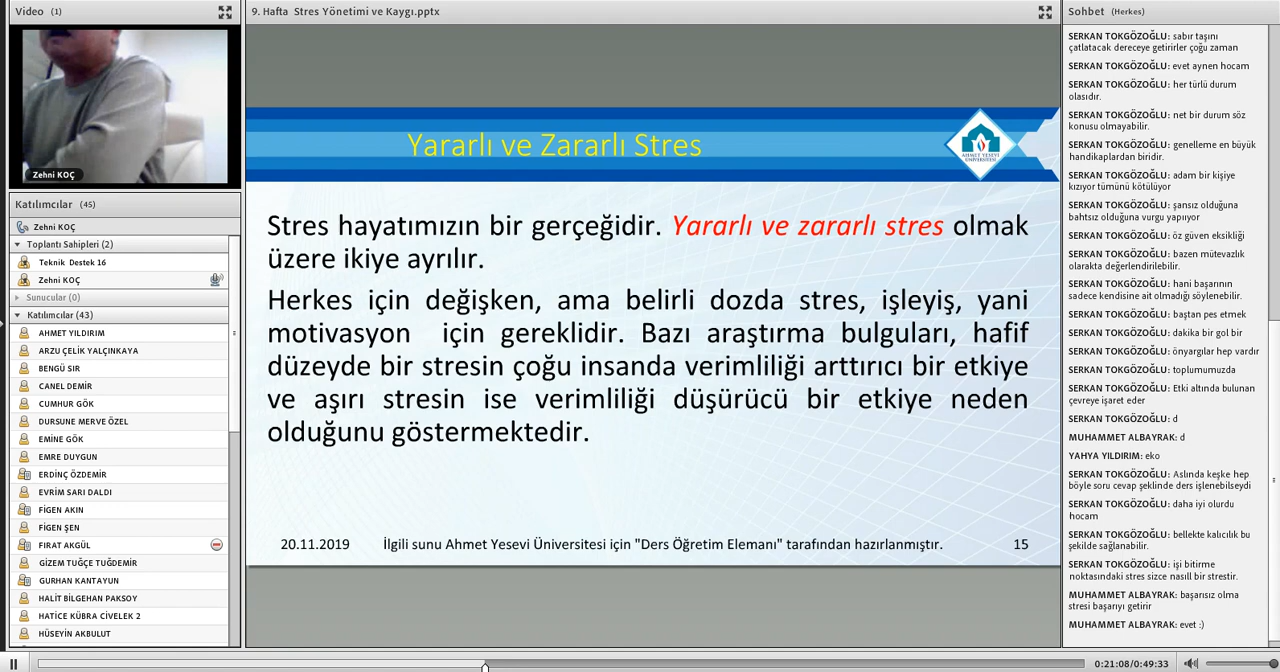 Video (1)
Zehni KOÇ
Katılımcılar (45)
Zehni KOÇ
Toplantı Sahipleri (2)
Teknik Destek 16
Zehni KOÇ
Sunucular (0)
Katılımcılar (43)
AHMET YILDIRIM
ARZU ÇELİK YALÇINKAYA
BENGÜ SIR
CANEL DEMİR
CUMHUR GÖK
DURSUNE MERVE ÖZEL
EMİNE GÖK
EMRE DUYGUN
ERDİNÇ ÖZDEMİR
EVRİM SARI DALDI
FİGEN AKIN
FİGEN ŞEN
FIRAT AKGÜL
GİZEM TUĞÇE TUĞDEMİR
GURHAN KANTAYUN
HALİT BİLGEHAN PAKSOY
HATİCE KÜBRA CİVELEK 2
HÜSEYİN AKBULUT
9. Hafta Stres Yönetimi ve Kaygı.pptx
Yararlı ve Zararlı Stres
AHMET YESEVİ
ÜNİVERSİTESİ
Stres hayatımızın bir gerçeğidir. Yararlı ve zararlı stres olmak
üzere ikiye ayrılır.
Herkes için değişken, ama belirli dozda stres, işleyiş, yani
motivasyon için gereklidir. Bazı araştırma bulguları, hafif
düzeyde bir stresin çoğu insanda verimliliği arttırıcı bir etkiye
ve aşırı stresin ise verimliliği düşürücü bir etkiye neden
olduğunu göstermektedir.
20.11.2019 İlgili sunu Ahmet Yesevi Üniversitesi için "Ders Öğretim Elemanı" tarafından hazırlanmıştır. 15
Sohbet (Herkes)
SERKAN TOKGÖZOĞLU: sabır taşını
çatlatacak dereceye getirirler çoğu zaman
SERKAN TOKGÖZOĞLU: evet aynen hocam
SERKAN TOKGÖZOĞLU: her türlü durum
olasıdır.
SERKAN TOKGÖZOĞLU: net bir durum söz
konusu olmayabilir.
SERKAN TOKGÖZOĞLU: genelleme en büyük
handikaplardan biridir.
SERKAN TOKGÖZOĞLU: adam bir kişiye
kızıyor tümünü kötülüyor
SERKAN TOKGÖZOĞLU: şansız olduğuna
bahtsız olduğuna vurgu yapıyor
SERKAN TOKGÖZOĞLU: öz güven eksikliği
SERKAN TOKGÖZOĞLU: bazen mütevazlık
olarakta değerlendirilebilir.
SERKAN TOKGÖZOĞLU: hani başarının
sadece kendisine ait olmadığı söylenebilir.
SERKAN TOKGÖZOĞLU: baştan pes etmek
SERKAN TOKGÖZOĞLU: dakika bir gol bir
SERKAN TOKGÖZOĞLU: önyargılar hep vardır
SERKAN TOKGÖZOĞLU: toplumumuzda
SERKAN TOKGÖZOĞLU: Etki altında bulunan
çevreye işaret eder
SERKAN TOKGÖZOĞLU: d
MUHAMMET ALBAYRAK: d
YAHYA YILDIRIM: eko
SERKAN TOKGÖZOĞLU: Aslında keşke hep
böyle soru cevap şeklinde ders işlenebilseydi
SERKAN TOKGÖZOĞLU: daha iyi olurdu
hocam
SERKAN TOKGÖZOĞLU: bellekte kalıcılık bu
şekilde sağlanabilir.
SERKAN TOKGÖZOĞLU: işi bitirme
noktasındaki stres sizce nasıll bir strestir.
MUHAMMET ALBAYRAK: başarısız olma
stresi başarıyı getirir
MUHAMMET ALBAYRAK: evet :)
0:21:08/0:49:33